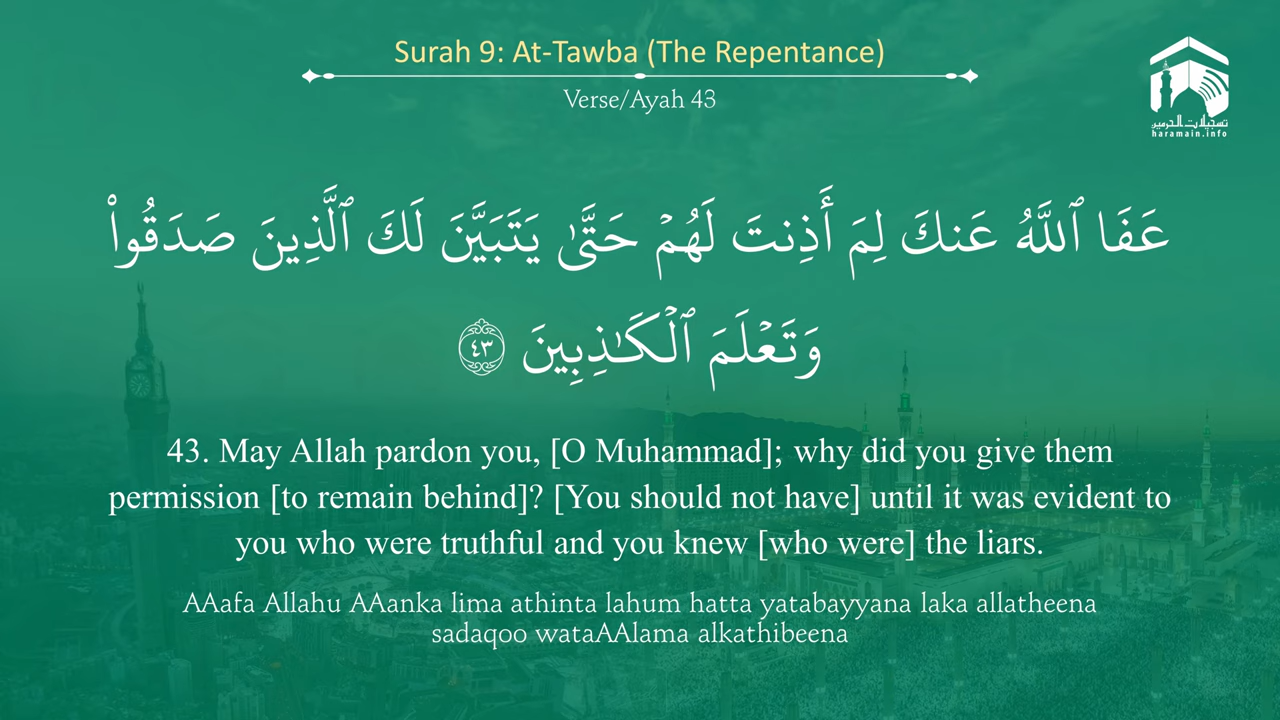 Surah 9: At-Tawba (The Repentance)
Verse/Ayah 43
تسجيلات الحرمين
haramain.info
عَفَا ٱللَّهُ عَنكَ لِمَ أَذِنتَ لَهُمۡ حَتَّىٰ يَتَبَيَّنَ لَكَ ٱلَّذِينَ صَدَقُواْ
وَتَعۡلَمَ ٱلۡكَٰذِبِينَ ٤٣
43. May Allah pardon you, [O Muhammad]; why did you give them
permission [to remain behind]? [You should not have] until it was evident to
you who were truthful and you knew [who were] the liars.
AAafa Allahu AAanka lima athinta lahum hatta yatabayyana laka allatheena
sadaqoo wataAAlama alkathibeena